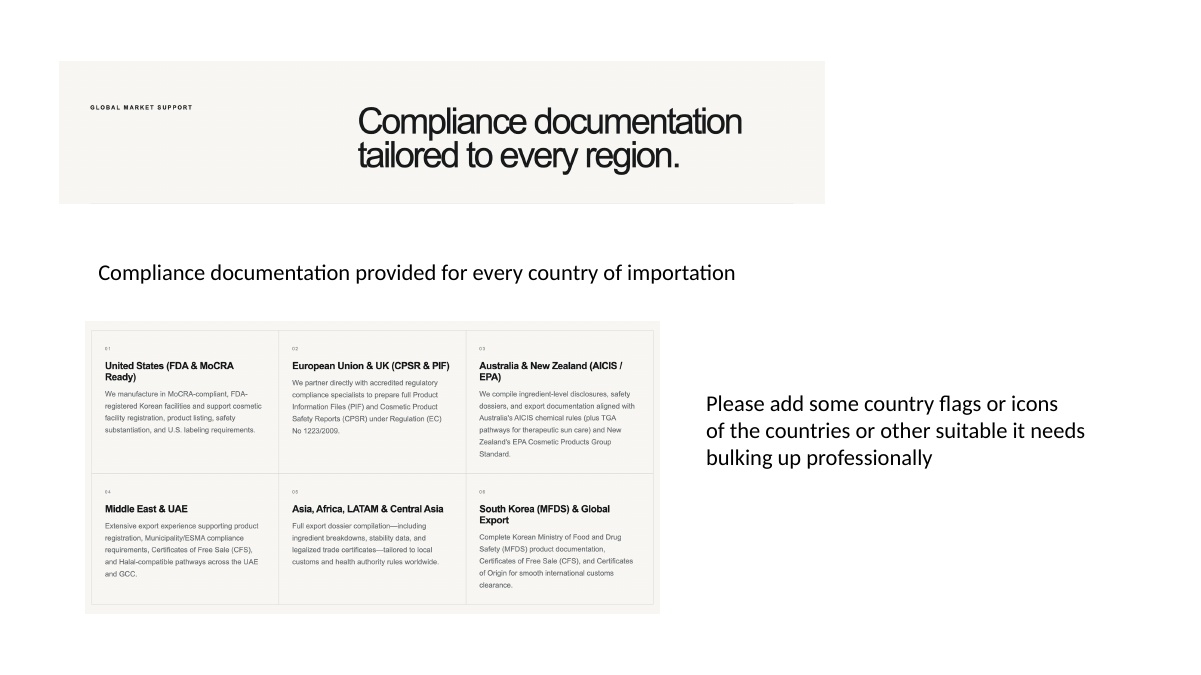 GLOBAL MARKET SUPPORT
Compliance documentation
tailored to every region.
Compliance documentation provided for every country of importation
01
United States (FDA & MoCRA
Ready)
We manufacture in MoCRA-compliant, FDA-
registered Korean facilities and support cosmetic
facility registration, product listing, safety
substantiation, and U.S. labeling requirements.
02
European Union & UK (CPSR & PIF)
We partner directly with accredited regulatory
compliance specialists to prepare full Product
Information Files (PIF) and Cosmetic Product
Safety Reports (CPSR) under Regulation (EC)
No 1223/2009.
03
Australia & New Zealand (AICIS /
EPA)
We compile ingredient-level disclosures, safety
dossiers, and export documentation aligned with
Australia's AICIS chemical rules (plus TGA
pathways for therapeutic sun care) and New
Zealand's EPA Cosmetic Products Group
Standard.
Please add some country flags or icons
of the countries or other suitable it needs
bulking up professionally
04
Middle East & UAE
Extensive export experience supporting product
registration, Municipality/ESMA compliance
requirements, Certificates of Free Sale (CFS),
and Halal-compatible pathways across the UAE
and GCC.
05
Asia, Africa, LATAM & Central Asia
Full export dossier compilation—including
ingredient breakdowns, stability data, and
legalized trade certificates—tailored to local
customs and health authority rules worldwide.
06
South Korea (MFDS) & Global
Export
Complete Korean Ministry of Food and Drug
Safety (MFDS) product documentation,
Certificates of Free Sale (CFS), and Certificates
of Origin for smooth international customs
clearance.